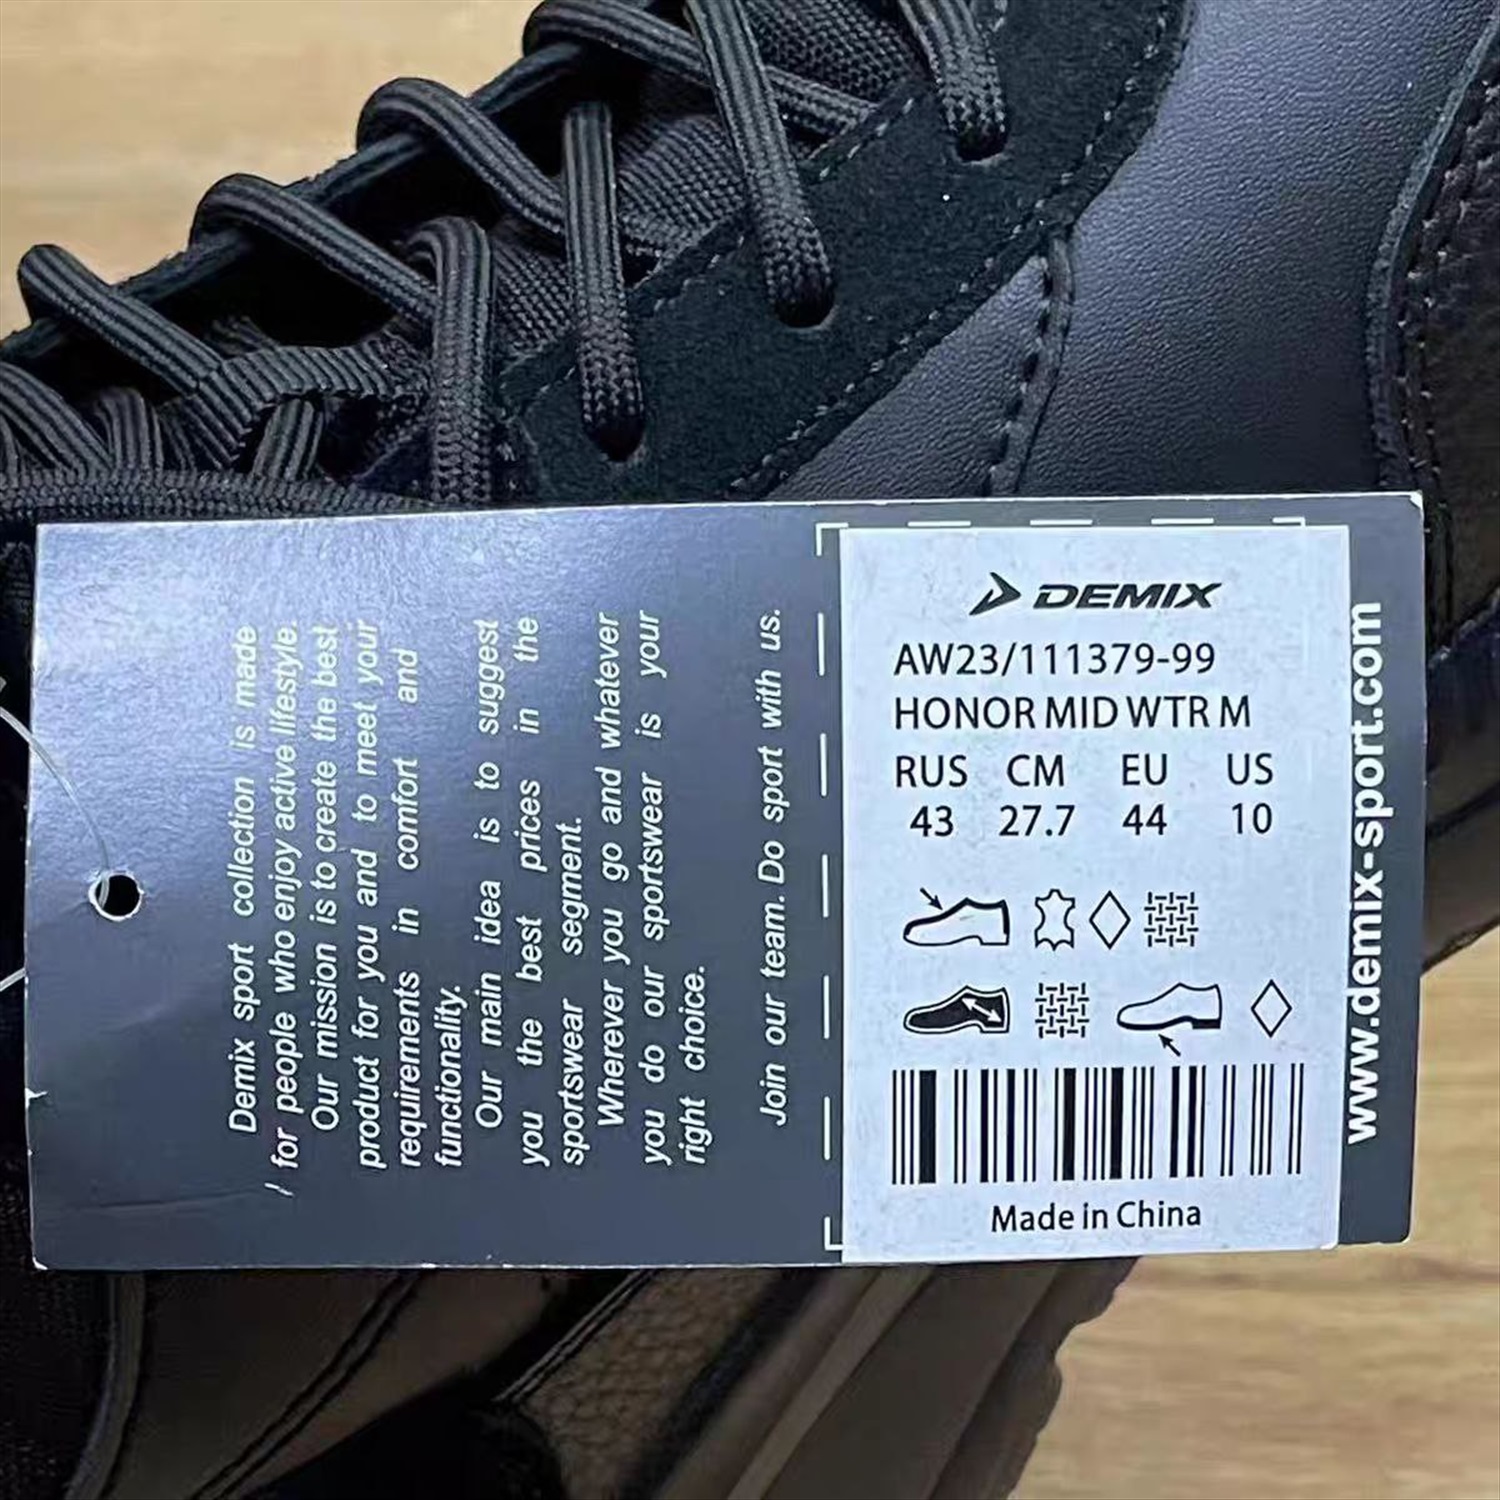 Demix sport collection is made
for people who enjoy active lifestyle.
Our mission is to create the best
product for you and to meet your
requirements in comfort and
functionality.
Our main idea is to suggest
you the best prices in the
sportswear segment.
Wherever you go and whatever
you do our sportswear is your
right choice.
Join our team. Do sport with us.
DEMIX
AW23/111379-99
HONOR MID WTR M
RUS CM EU US
43 27.7 44 10
Made in China
www.demix-sport.com